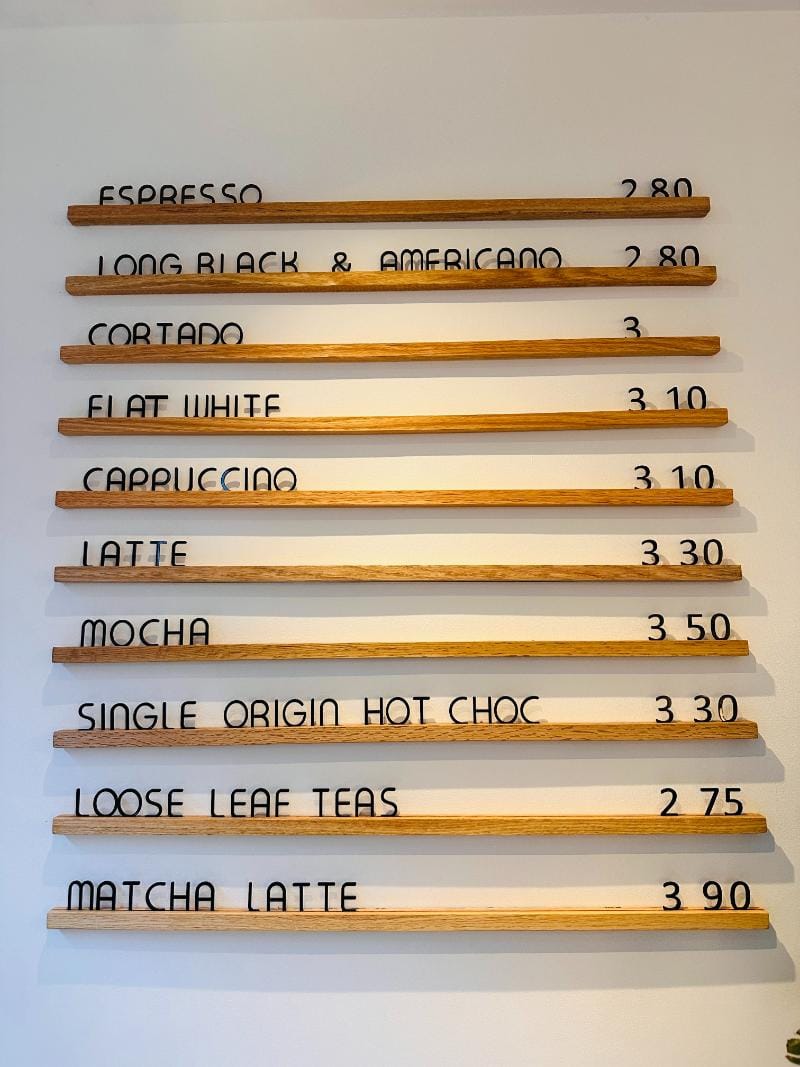 ESPRESSO 2 80
LONG BLACK & AMERICANO 2 80
CORTADO 3
FLAT WHITE 3 10
CAPPUCCINO 3 10
LATTE 3 30
MOCHA 3 50
SINGLE ORIGIN HOT CHOC 3 30
LOOSE LEAF TEAS 2 75
MATCHA LATTE 3 90